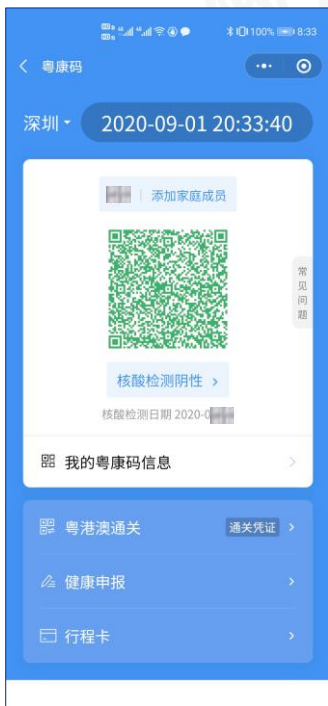 100% 8:33
粤康码
深圳 2020-09-01 20:33:40
添加家庭成员
常见问题
核酸检测阴性
核酸检测日期 2020-0
我的粤康码信息
粤港澳通关 通关凭证
健康申报
行程卡